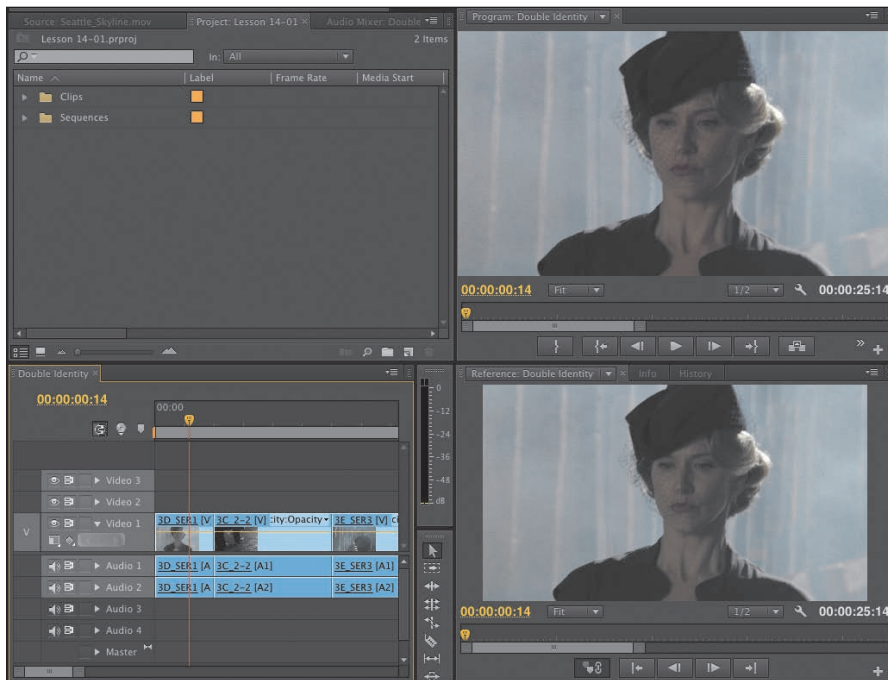 Source: Seattle_Skyline.mov
Project: Lesson 14-01
Audio Mixer: Double
Lesson 14-01.prproj
2 Items
In: All
Name
Label
Frame Rate
Media Start
Clips
Sequences
Program: Double Identity
00:00:00:14
Fit
1/2
00:00:25:14
Double Identity
00:00:00:14
00:00
Video 3
Video 2
V
Video 1
3D_SER1 [V
3C_2-2 [V]
:ity:Opacity
3E_SER3 [V]
Audio 1
3D_SER1 [A
3C_2-2 [A1]
3E_SER3 [A1]
Audio 2
3D_SER1 [A
3C_2-2 [A2]
3E_SER3 [A2]
Audio 3
Audio 4
Master
0
-12
-24
-36
-48
dB
Reference: Double Identity
Info
History
00:00:00:14
Fit
1/2
00:00:25:14